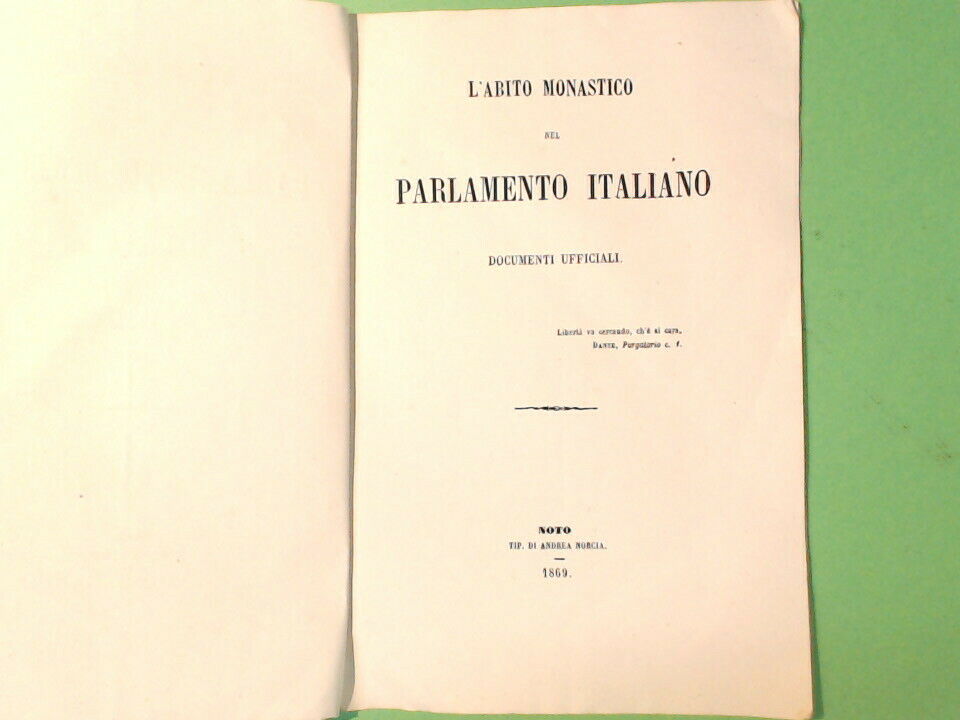 L'ABITO MONASTICO
NEL
PARLAMENTO ITALIANO
DOCUMENTI UFFICIALI.
Libertà va cercando, ch'è sì cara,
DANTE, Purgatorio c. 1.
NOTO
TIP. DI ANDREA NORCIA.
1869.